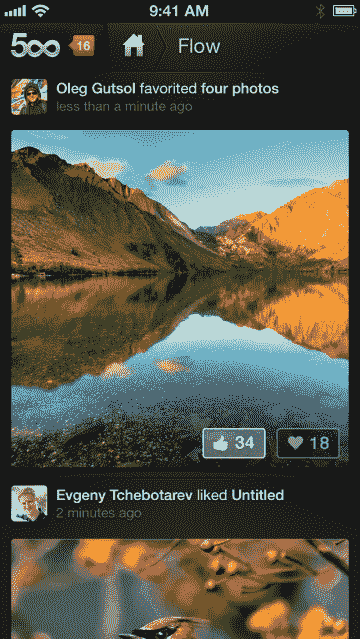 9:41 AM
500 16 Flow
Oleg Gutsol favorited four photos
less than a minute ago
34 18
Evgeny Tchebotarev liked Untitled
2 minutes ago